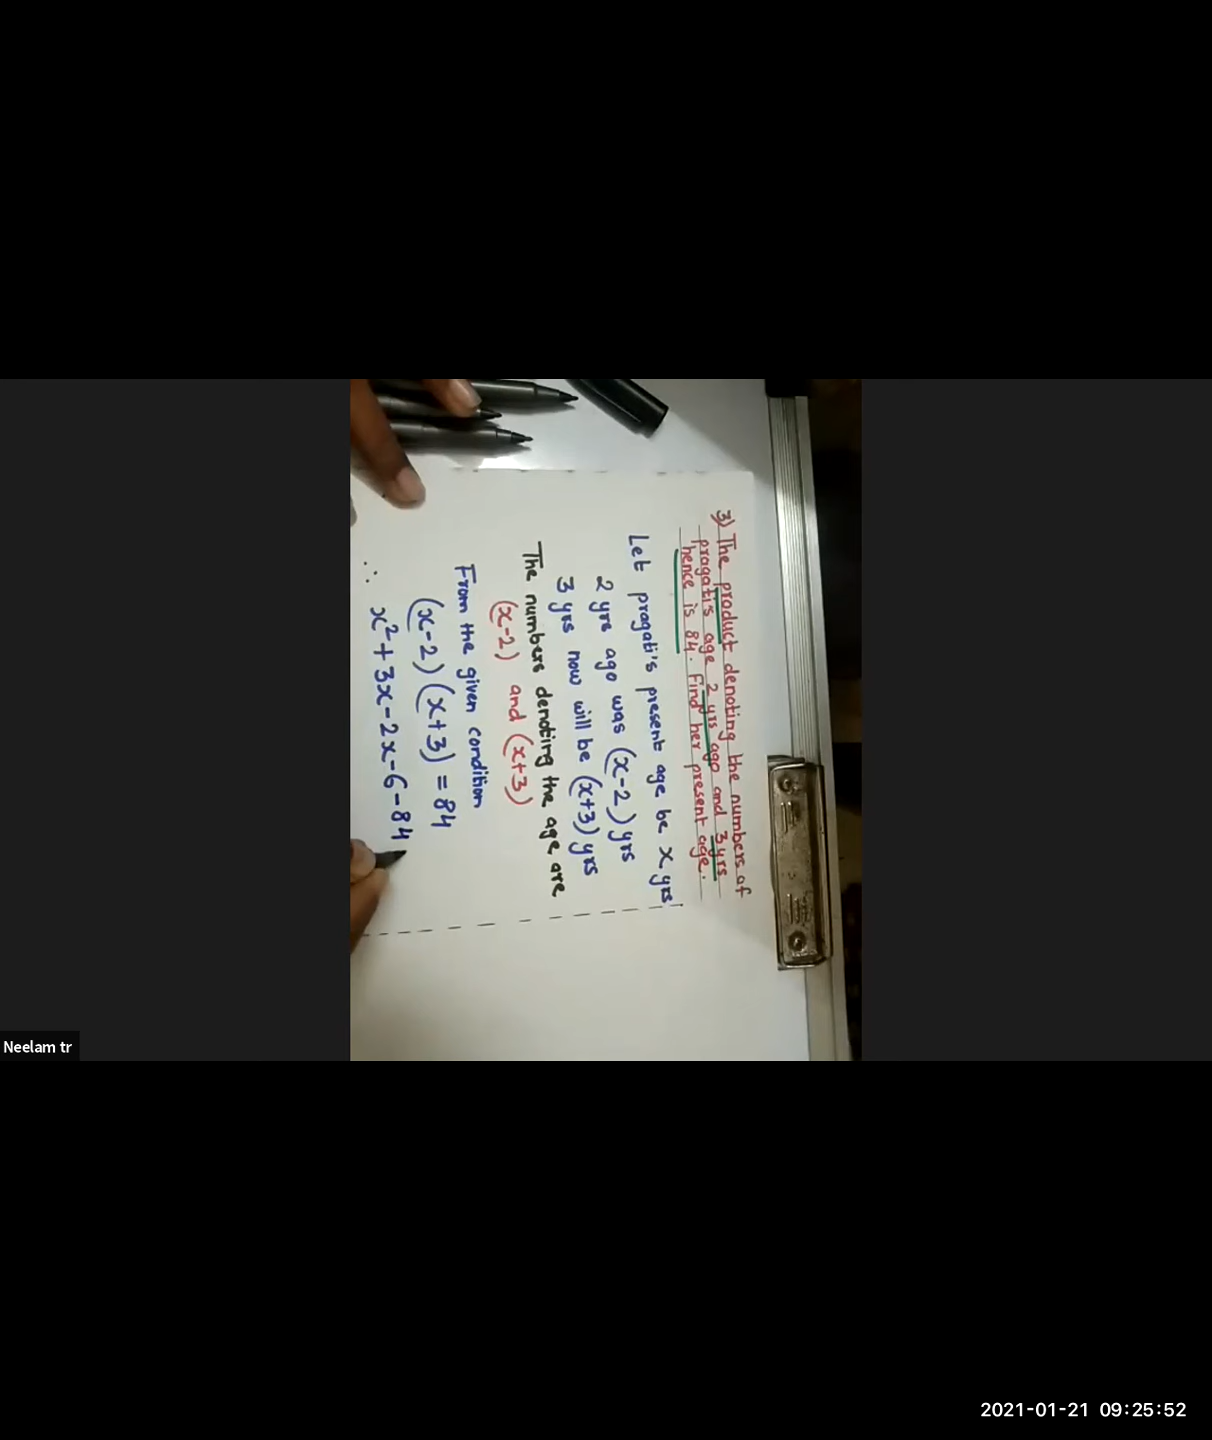 3) The product denoting the numbers of
pragati's age 2 yrs ago and 3 yrs
hence is 84. Find her present age.
Let pragati's present age be x yrs
2 yrs ago was (x-2) yrs
3 yrs now will be (x+3) yrs
The numbers denoting the age are
(x-2) and (x+3)
From the given condition
(x-2) (x+3) = 84
∴ x²+3x-2x-6-84
Neelam tr
2021-01-21 09:25:52